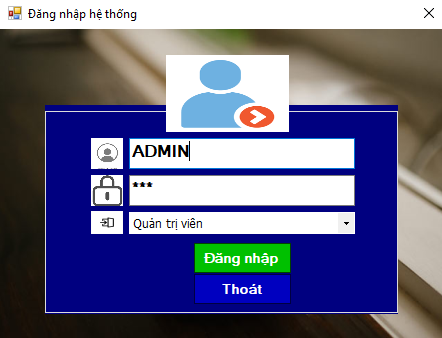 Đăng nhập hệ thống
ADMIN
***
Quản trị viên
Đăng nhập
Thoát